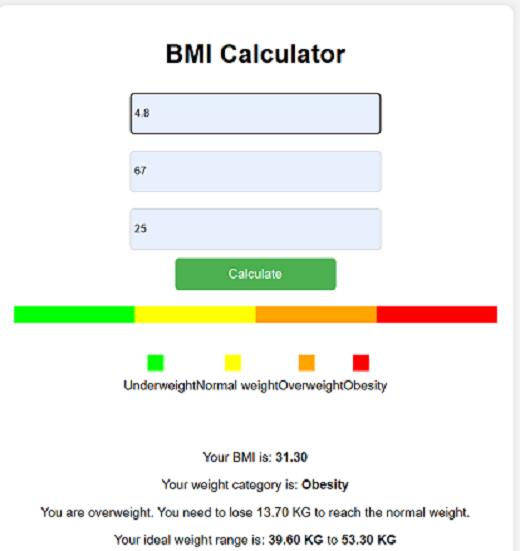 BMI Calculator
4.8
67
25
Calculate
UnderweightNormal weightOverweightObesity
Your BMI is: 31.30
Your weight category is: Obesity
You are overweight. You need to lose 13.70 KG to reach the normal weight.
Your ideal weight range is: 39.60 KG to 53.30 KG